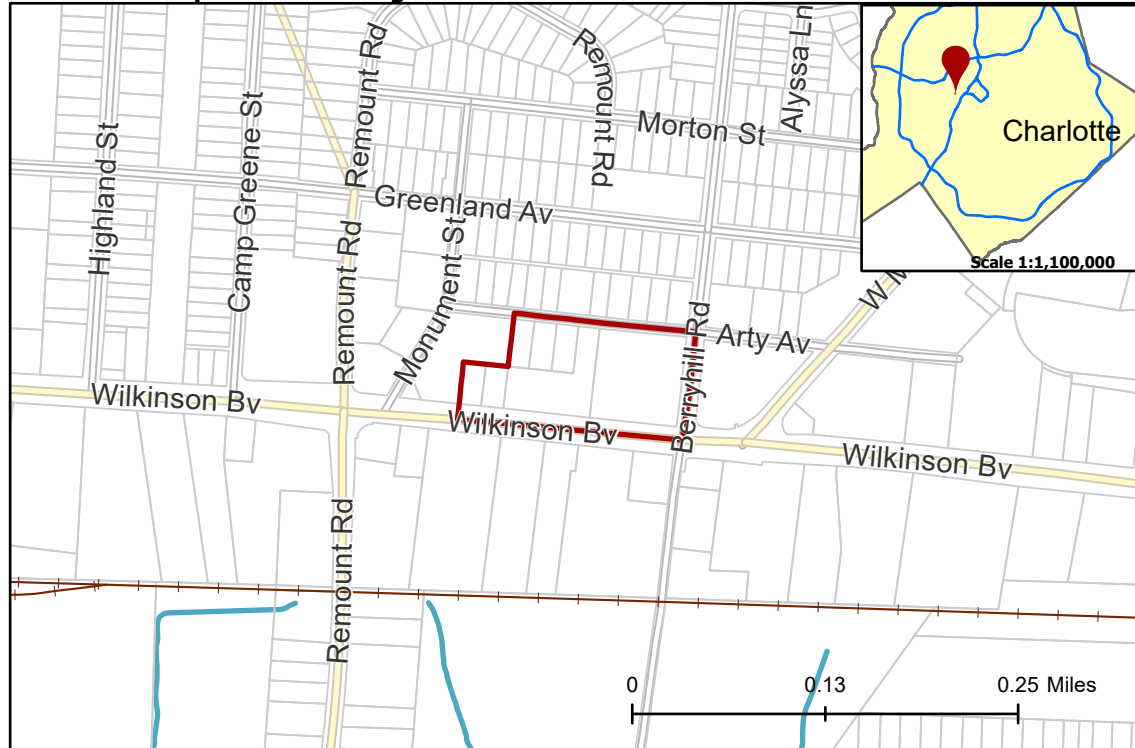 Remount Rd
Remount Rd
Alyssa Ln
Charlotte
Scale 1:1,100,000
Highland St
Camp Greene St
Morton St
Greenland Av
Monument St
Remount Rd
Berryhill Rd
Arty Av
Wilkinson Bv
Wilkinson Bv
Wilkinson Bv
Remount Rd
0 0.13 0.25 Miles